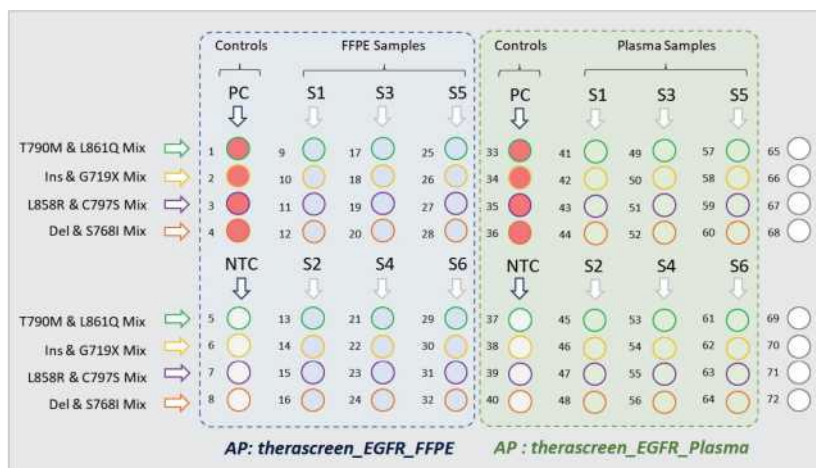 Controls FFPE Samples Controls Plasma Samples
PC S1 S3 S5 PC S1 S3 S5
T790M & L861Q Mix 1 9 17 25 33 41 49 57 65
Ins & G719X Mix 2 10 18 26 34 42 50 58 66
L858R & C797S Mix 3 11 19 27 35 43 51 59 67
Del & S768I Mix 4 12 20 28 36 44 52 60 68
NTC S2 S4 S6 NTC S2 S4 S6
T790M & L861Q Mix 5 13 21 29 37 45 53 61 69
Ins & G719X Mix 6 14 22 30 38 46 54 62 70
L858R & C797S Mix 7 15 23 31 39 47 55 63 71
Del & S768I Mix 8 16 24 32 40 48 56 64 72
AP: therascreen_EGFR_FFPE AP : therascreen_EGFR_Plasma